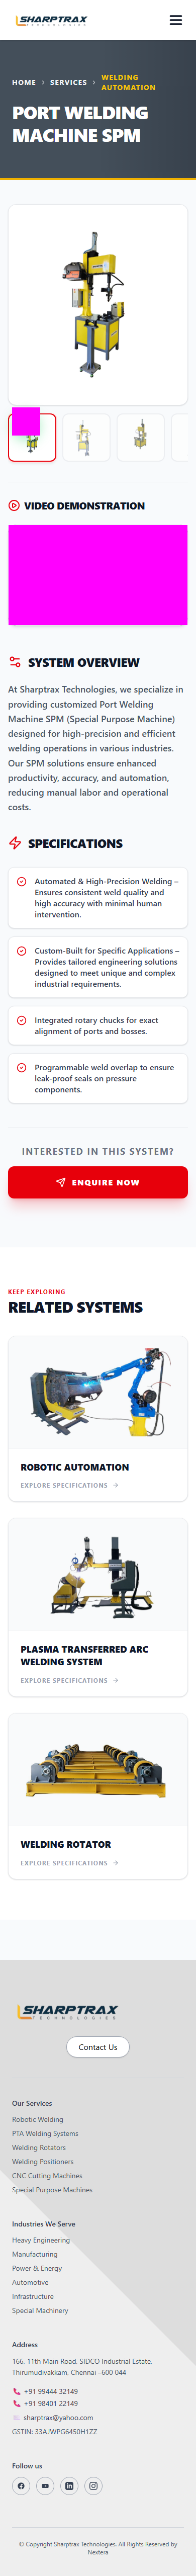 SHARPTRAX
TECHNOLOGIES
HOME > SERVICES > WELDING
AUTOMATION
PORT WELDING
MACHINE SPM
VIDEO DEMONSTRATION
SYSTEM OVERVIEW
At Sharptrax Technologies, we specialize in
providing customized Port Welding
Machine SPM (Special Purpose Machine)
designed for high-precision and efficient
welding operations in various industries.
Our SPM solutions ensure enhanced
productivity, accuracy, and automation,
reducing manual labor and operational
costs.
SPECIFICATIONS
Automated & High-Precision Welding –
Ensures consistent weld quality and
high accuracy with minimal human
intervention.
Custom-Built for Specific Applications –
Provides tailored engineering solutions
designed to meet unique and complex
industrial requirements.
Integrated rotary chucks for exact
alignment of ports and bosses.
Programmable weld overlap to ensure
leak-proof seals on pressure
components.
INTERESTED IN THIS SYSTEM?
ENQUIRE NOW
KEEP EXPLORING
RELATED SYSTEMS
ROBOTIC AUTOMATION
EXPLORE SPECIFICATIONS →
PLASMA TRANSFERRED ARC
WELDING SYSTEM
EXPLORE SPECIFICATIONS →
WELDING ROTATOR
EXPLORE SPECIFICATIONS →
SHARPTRAX
TECHNOLOGIES
Contact Us
Our Services
Robotic Welding
PTA Welding Systems
Welding Rotators
Welding Positioners
CNC Cutting Machines
Special Purpose Machines
Industries We Serve
Heavy Engineering
Manufacturing
Power & Energy
Automotive
Infrastructure
Special Machinery
Address
166, 11th Main Road, SIDCO Industrial Estate,
Thirumudivakkam, Chennai –600 044
+91 99444 32149
+91 98401 22149
sharptrax@yahoo.com
GSTIN: 33AJWPG6450H1ZZ
Follow us
© Copyright Sharptrax Technologies. All Rights Reserved by
Nextera